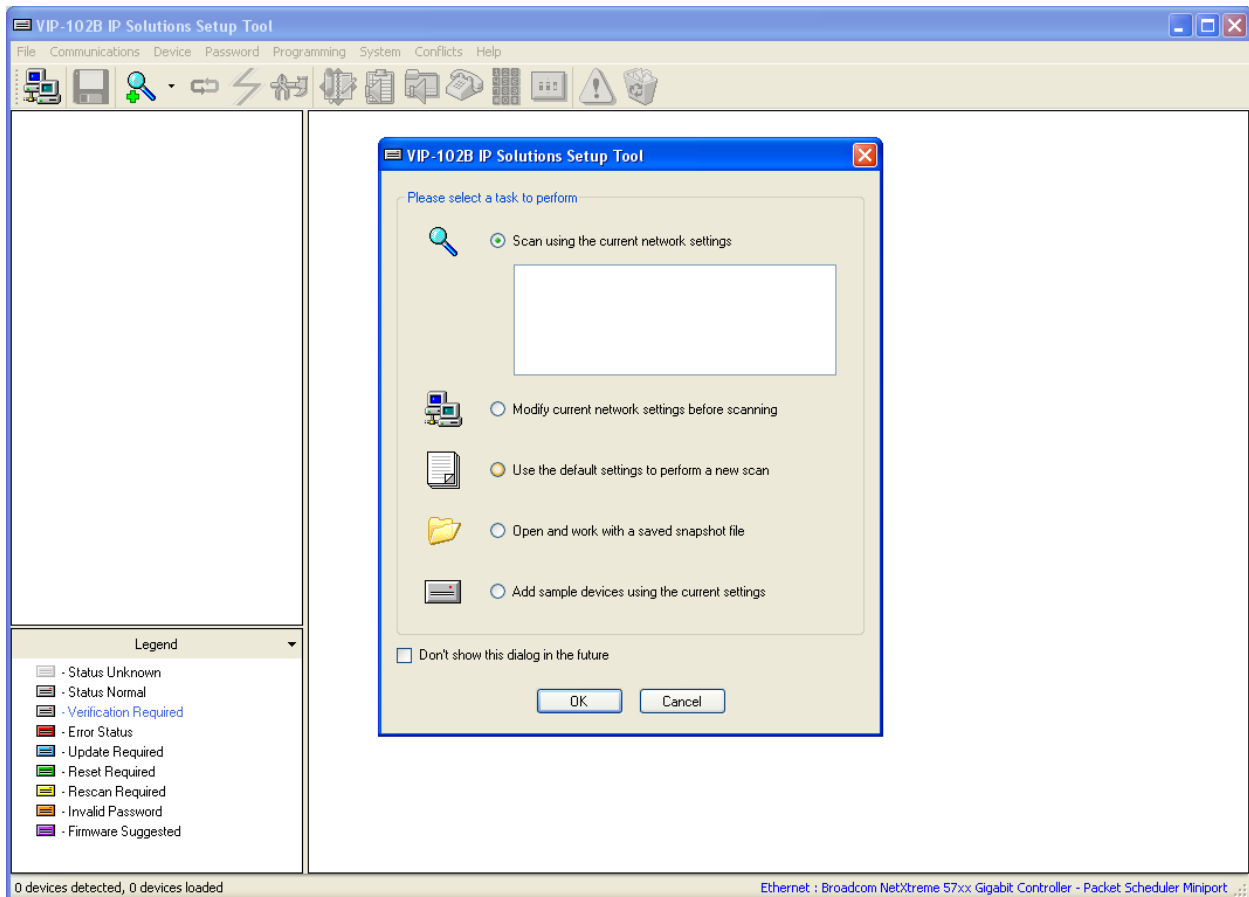 VIP-102B IP Solutions Setup Tool
File Communications Device Password Programming System Conflicts Help
VIP-102B IP Solutions Setup Tool
Please select a task to perform
Scan using the current network settings
Modify current network settings before scanning
Use the default settings to perform a new scan
Open and work with a saved snapshot file
Add sample devices using the current settings
Don't show this dialog in the future
OK Cancel
Legend
- Status Unknown
- Status Normal
- Verification Required
- Error Status
- Update Required
- Reset Required
- Rescan Required
- Invalid Password
- Firmware Suggested
0 devices detected, 0 devices loaded
Ethernet : Broadcom NetXtreme 57xx Gigabit Controller - Packet Scheduler Miniport